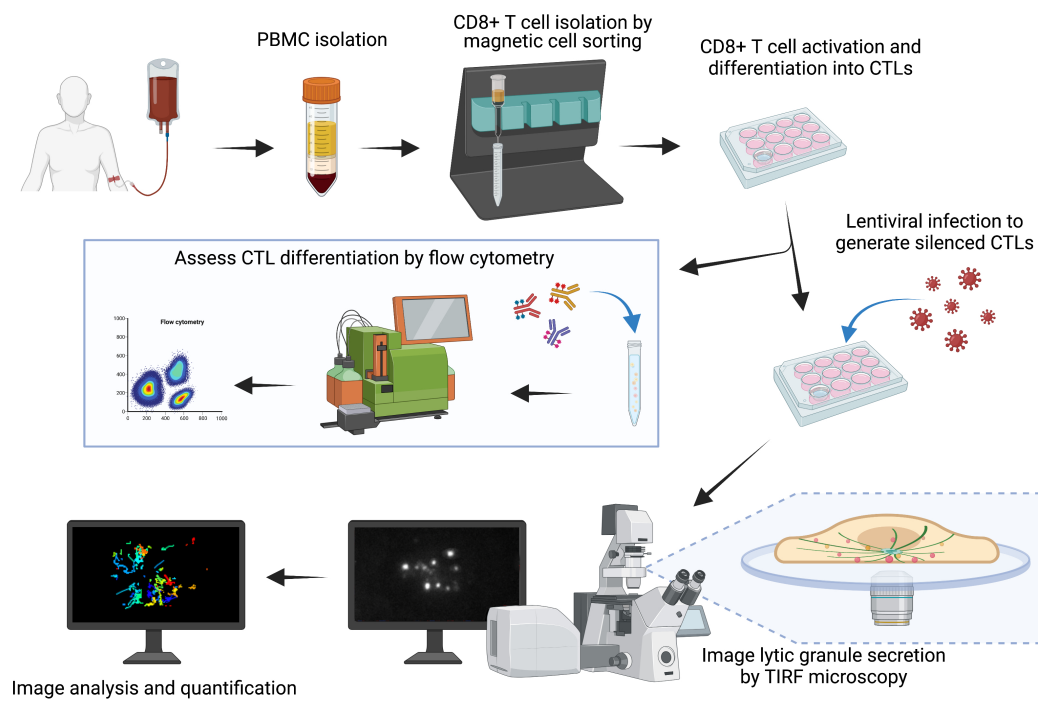 PBMC isolation
CD8+ T cell isolation by
magnetic cell sorting
CD8+ T cell activation and
differentiation into CTLs
Lentiviral infection to
generate silenced CTLs
Assess CTL differentiation by flow cytometry
Flow cytometry
1000
800
600
400
200
0
0 200 400 600 800 1000
Image lytic granule secretion
by TIRF microscopy
Image analysis and quantification